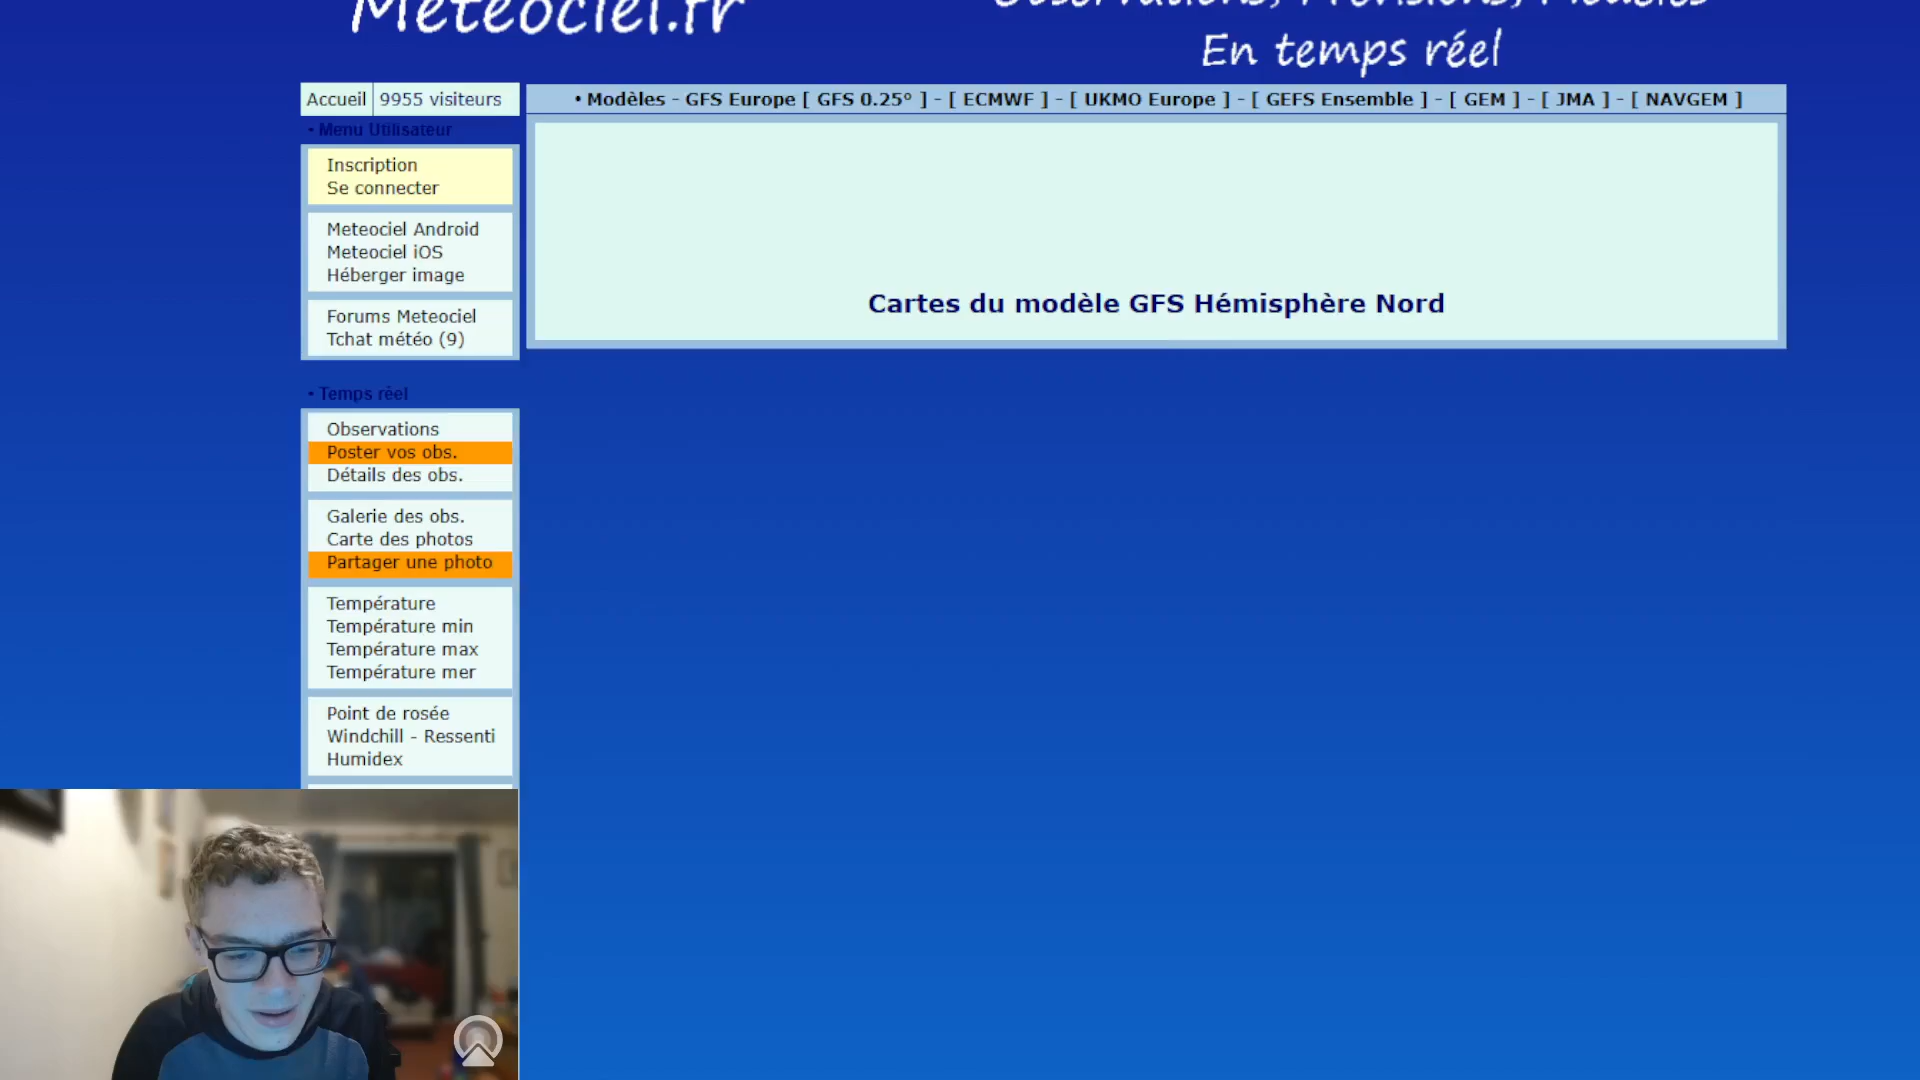 Meteociel.fr
Observations, Prévisions, Modèles
En temps réel
Accueil
9955 visiteurs
• Modèles - GFS Europe [ GFS 0.25° ] - [ ECMWF ] - [ UKMO Europe ] - [ GEFS Ensemble ] - [ GEM ] - [ JMA ] - [ NAVGEM ]
• Menu Utilisateur
Inscription
Se connecter
Meteociel Android
Meteociel iOS
Héberger image
Forums Meteociel
Tchat météo (9)
Cartes du modèle GFS Hémisphère Nord
• Temps réel
Observations
Poster vos obs.
Détails des obs.
Galerie des obs.
Carte des photos
Partager une photo
Température
Température min
Température max
Température mer
Point de rosée
Windchill - Ressenti
Humidex